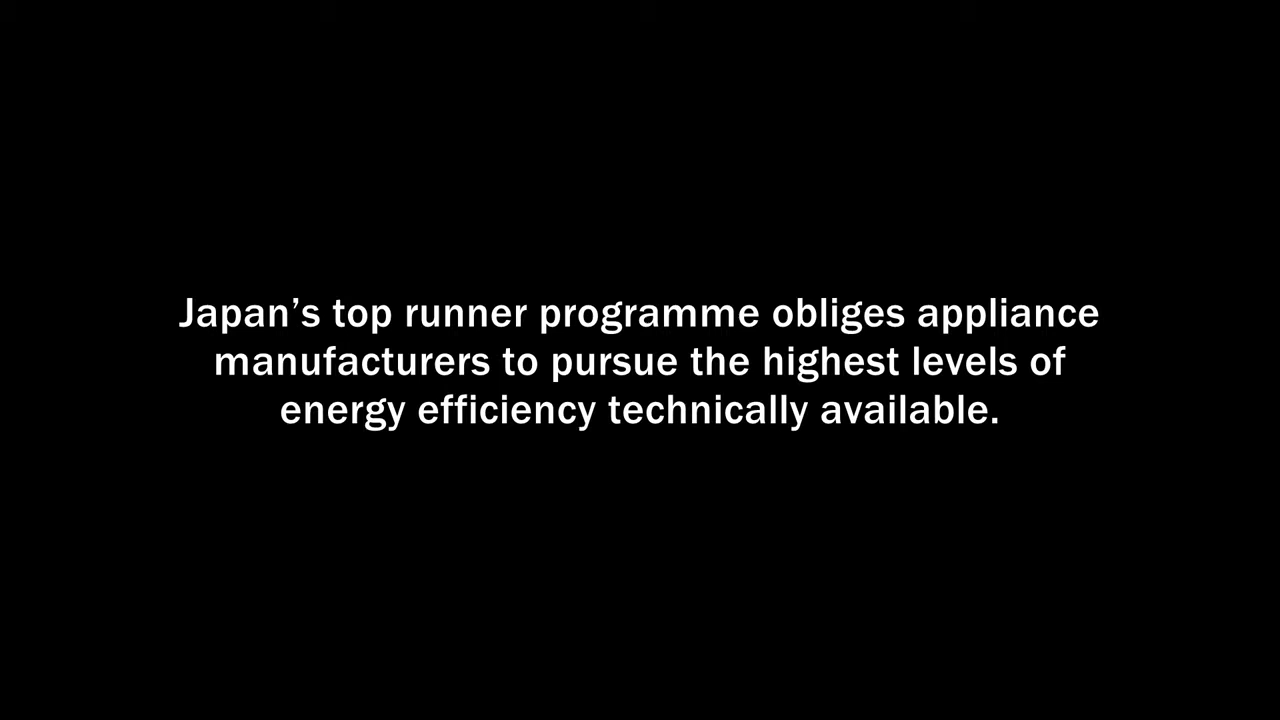 Japan’s top runner programme obliges appliance
manufacturers to pursue the highest levels of
energy efficiency technically available.